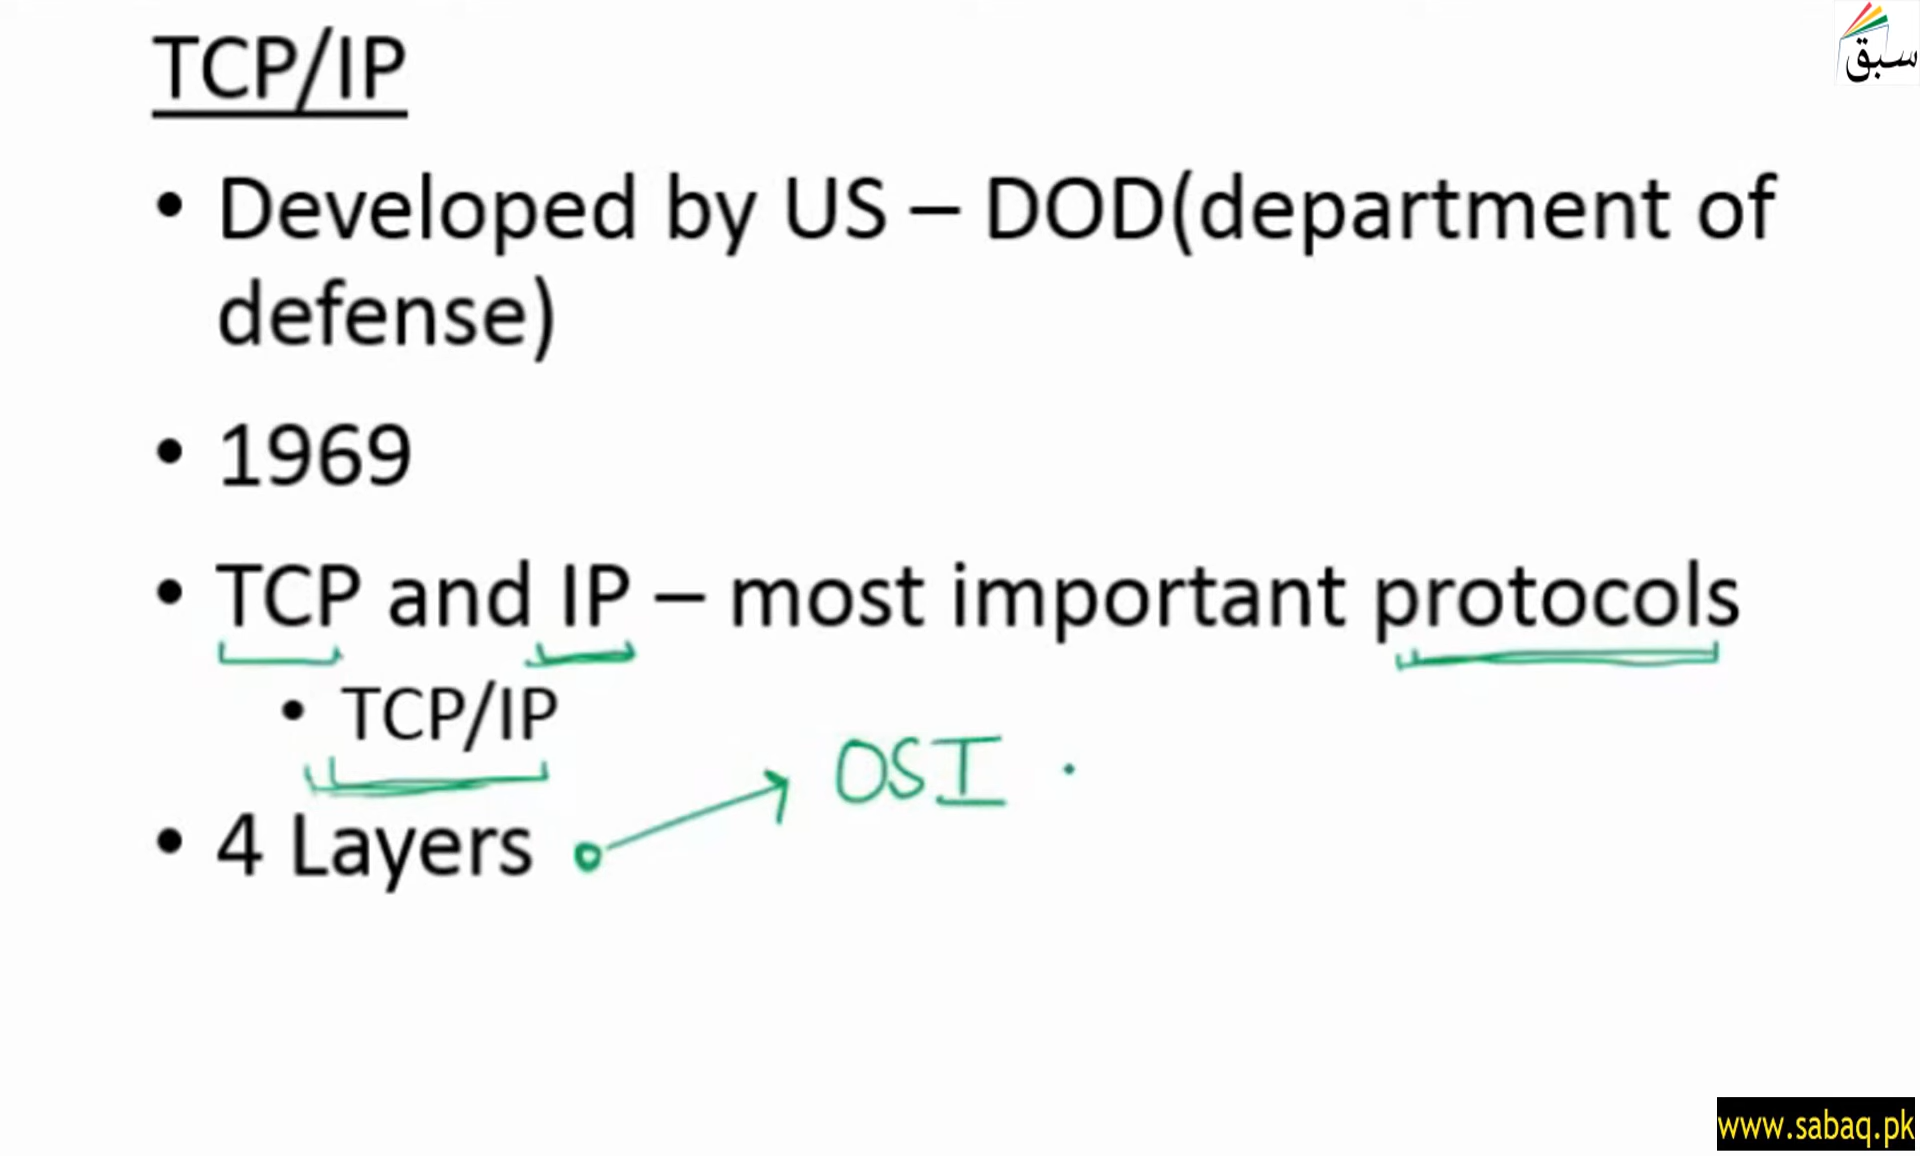 TCP/IP
سبق
• Developed by US – DOD(department of
defense)
• 1969
• TCP and IP – most important protocols
• TCP/IP
OSI
• 4 Layers
www.sabaq.pk